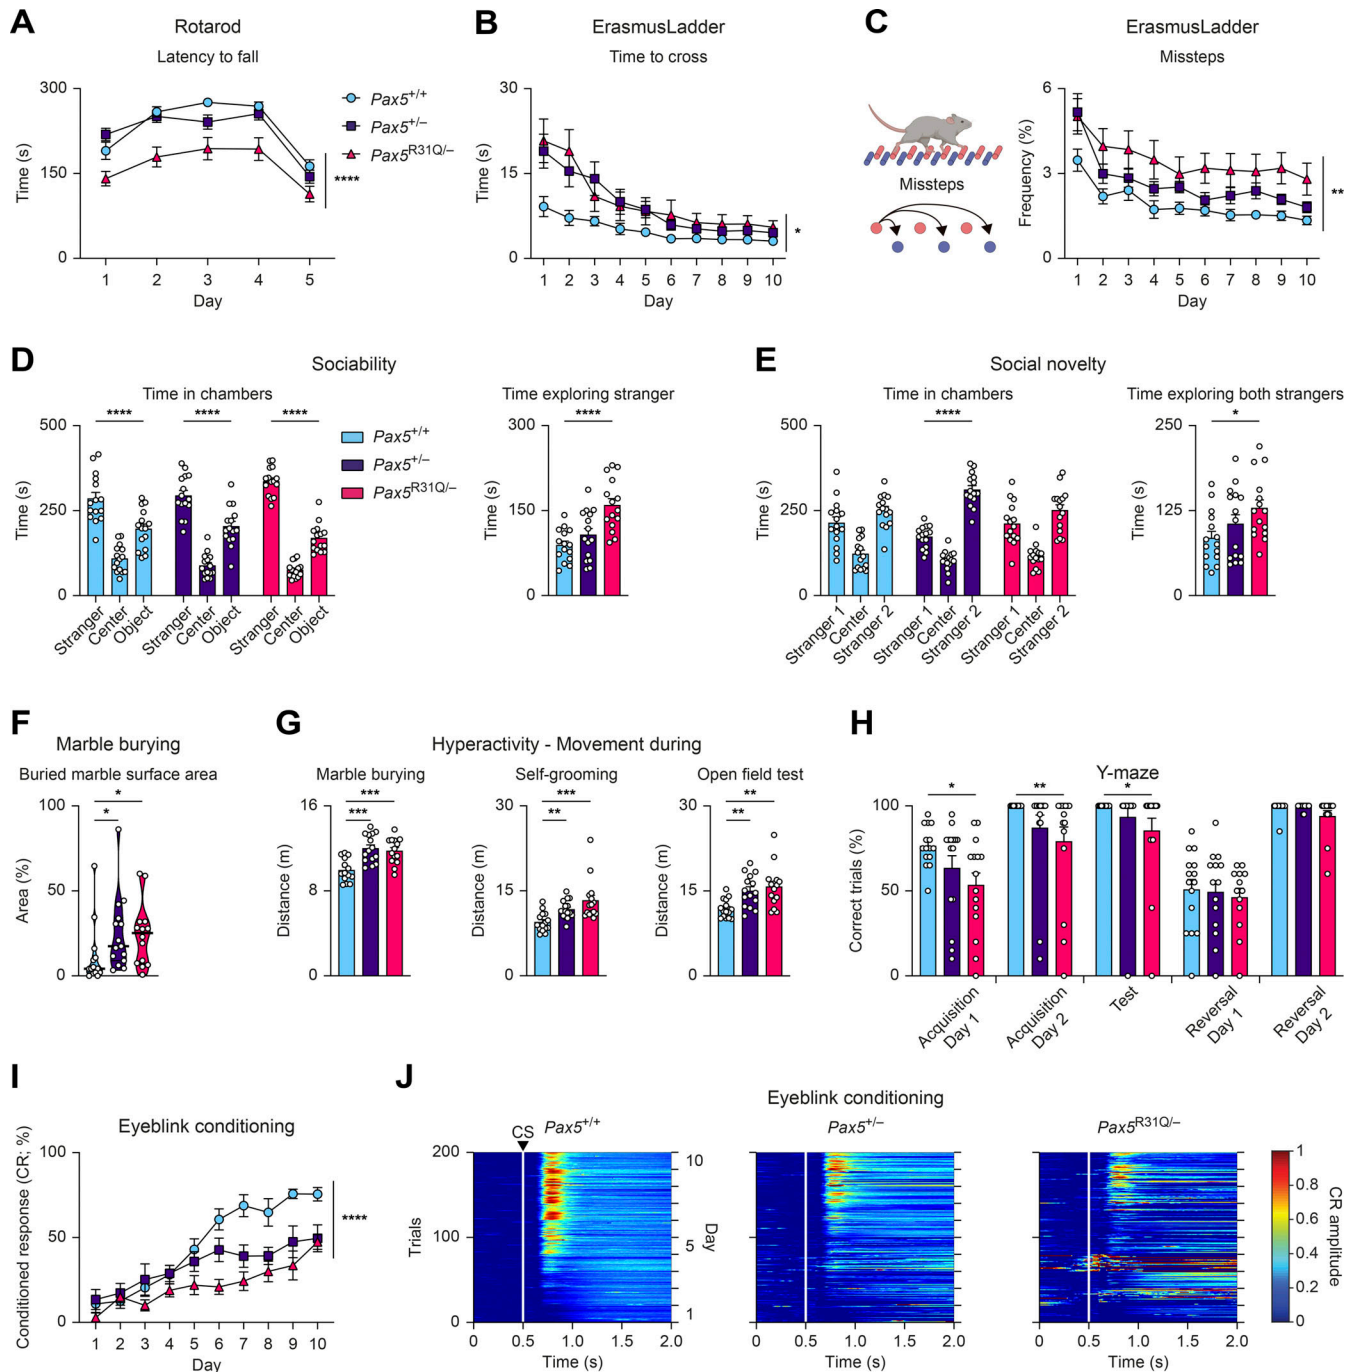 A
Rotarod
Latency to fall
300
150
0
Time (s)
1 2 3 4 5
Day
Pax5+/+
Pax5+/–
Pax5R31Q/–
****
B
ErasmusLadder
Time to cross
30
15
0
Time (s)
1 2 3 4 5 6 7 8 9 10
Day
*
C
ErasmusLadder
Missteps
Missteps
6
3
0
Frequency (%)
1 2 3 4 5 6 7 8 9 10
Day
**
D
Sociability
Time in chambers
**** **** ****
500
250
0
Time (s)
Stranger Center Object Stranger Center Object Stranger Center Object
Pax5+/+
Pax5+/–
Pax5R31Q/–
Time exploring stranger
****
300
150
0
Time (s)
E
Social novelty
Time in chambers
****
500
250
0
Time (s)
Stranger 1 Center Stranger 2 Stranger 1 Center Stranger 2 Stranger 1 Center Stranger 2
Time exploring both strangers
*
250
125
0
Time (s)
F
Marble burying
Buried marble surface area
*
*
100
50
0
Area (%)
G
Hyperactivity - Movement during
Marble burying
***
***
16
8
0
Distance (m)
Self-grooming
***
**
30
15
0
Distance (m)
Open field test
**
**
30
15
0
Distance (m)
H
Y-maze
* ** *
100
50
0
Correct trials (%)
Acquisition
Day 1
Acquisition
Day 2
Test
Reversal
Day 1
Reversal
Day 2
I
Eyeblink conditioning
100
50
0
Conditioned response (CR; %)
1 2 3 4 5 6 7 8 9 10
Day
****
J
Eyeblink conditioning
CS
Pax5+/+
Pax5+/–
Pax5R31Q/–
200
100
0
Trials
10
5
1
Day
0 0.5 1.0 2.0
Time (s)
0 0.5 1.0 2.0
Time (s)
0 0.5 1.0 2.0
Time (s)
1
0.8
0.6
0.4
0.2
0
CR amplitude